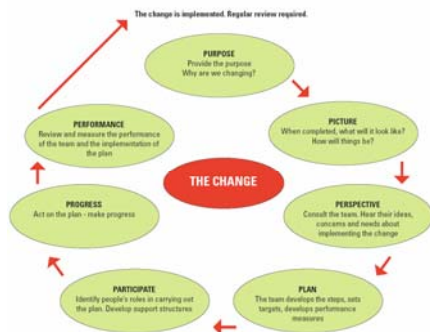 The change is implemented. Regular review required.
PURPOSE
Provide the purpose
Why are we changing?
PICTURE
When completed, what will it look like?
How will things be?
PERSPECTIVE
Consult the team. Hear their ideas,
concerns and needs about
implementing the change
PLAN
The team develops the steps, sets
targets, develops performance
measures
PARTICIPATE
Identify people's roles in carrying out
the plan. Develop support structures
PROGRESS
Act on the plan - make progress
PERFORMANCE
Review and measure the performance
of the team and the implementation of
the plan
THE CHANGE